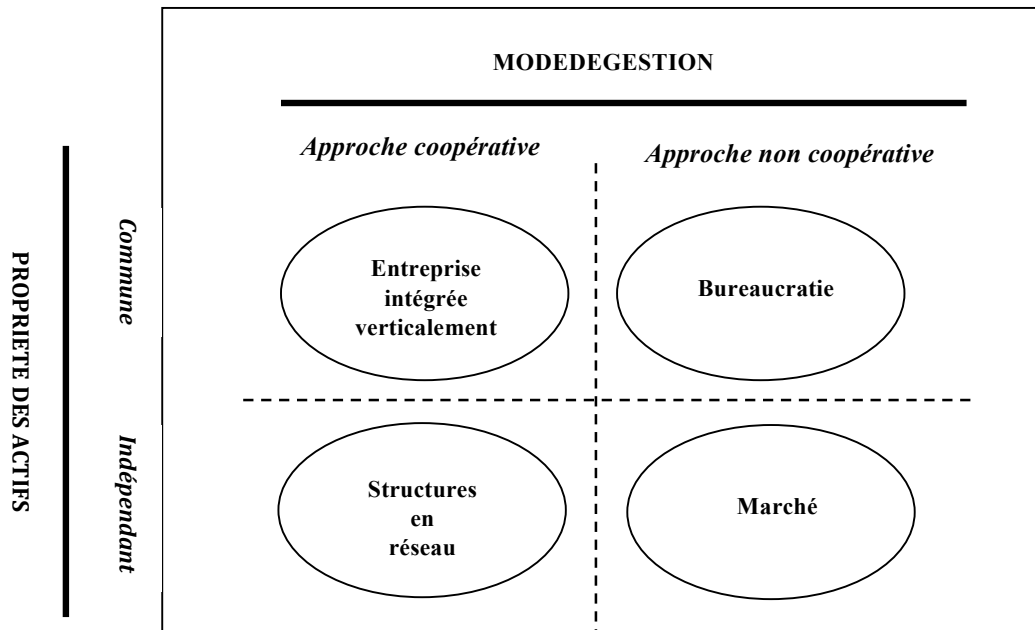 MODEDEGESTION
Approche coopérative
Approche non coopérative
PROPRIETE DES ACTIFS
Commune
Entreprise
intégrée
verticalement
Bureaucratie
Indépendant
Structures
en
réseau
Marché